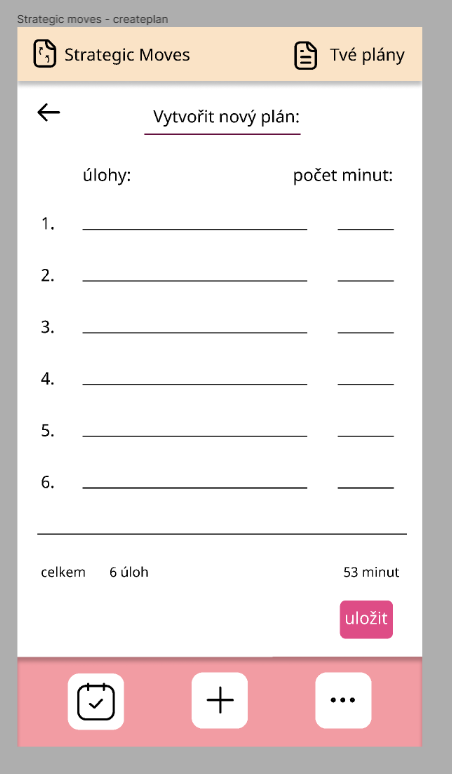 Strategic moves - createplan
Strategic Moves Tvé plány
Vytvořit nový plán:
úlohy: počet minut:
1.
2.
3.
4.
5.
6.
celkem 6 úloh 53 minut
uložit